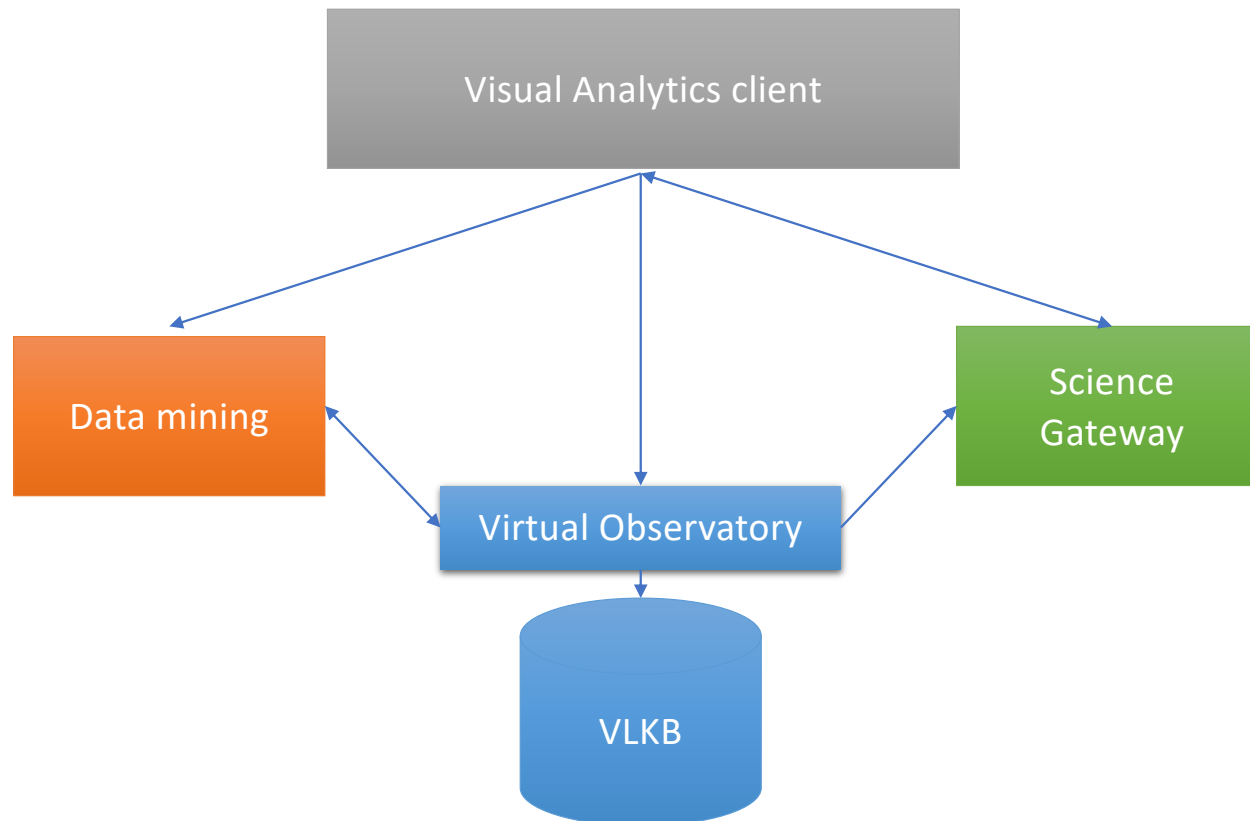 Visual Analytics client
Data mining
Science
Gateway
Virtual Observatory
VLKB